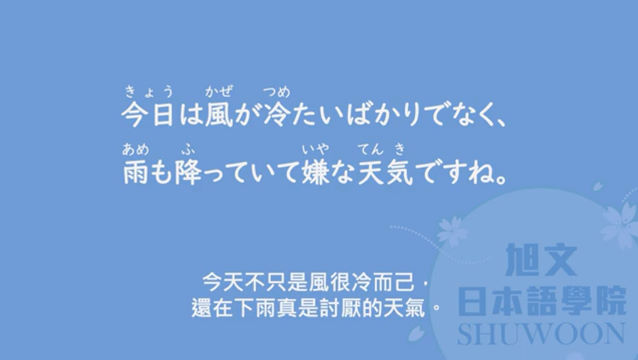 きょう かぜ つめ
今日は風が冷たいばかりでなく、
あめ ふ いや てん き
雨も降っていて嫌な天気ですね。
今天不只是風很冷而己，
還在下雨真是討厭的天氣。
旭文
日本語學院
SHUWOON